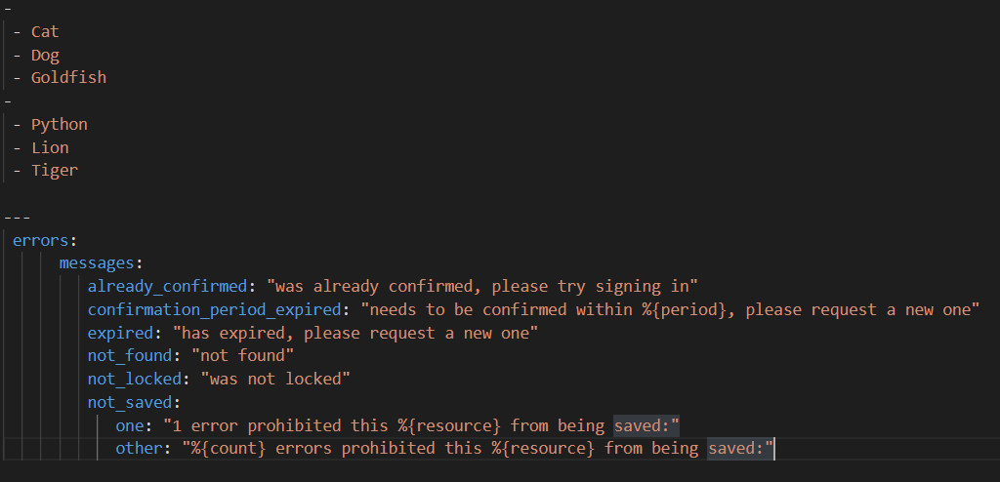 -
 - Cat
 - Dog
 - Goldfish
-
 - Python
 - Lion
 - Tiger

---
 errors:
      messages:
         already_confirmed: "was already confirmed, please try signing in"
         confirmation_period_expired: "needs to be confirmed within %{period}, please request a new one"
         expired: "has expired, please request a new one"
         not_found: "not found"
         not_locked: "was not locked"
         not_saved:
            one: "1 error prohibited this %{resource} from being saved:"
            other: "%{count} errors prohibited this %{resource} from being saved:"